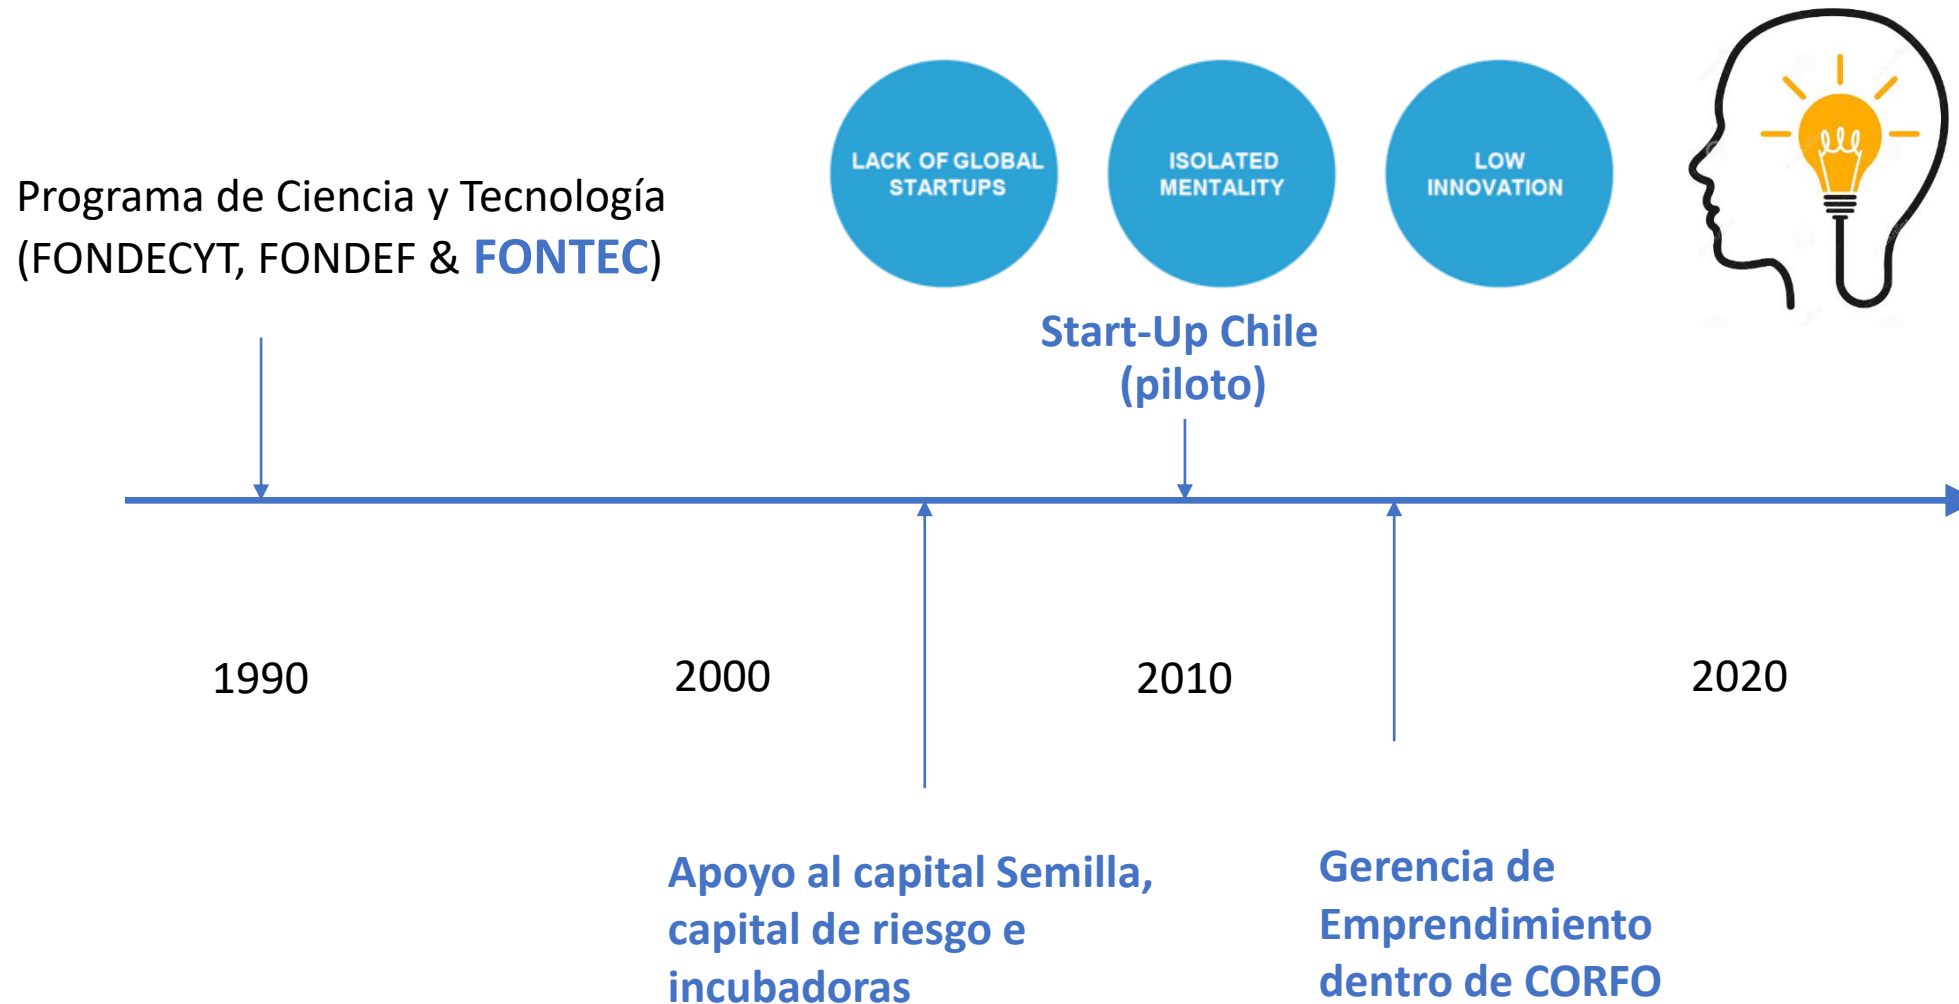 LACK OF GLOBAL
STARTUPS
ISOLATED
MENTALITY
LOW
INNOVATION
Programa de Ciencia y Tecnología
(FONDECYT, FONDEF & FONTEC)
Start-Up Chile
(piloto)
1990
2000
2010
2020
Apoyo al capital Semilla,
capital de riesgo e
incubadoras
Gerencia de
Emprendimiento
dentro de CORFO